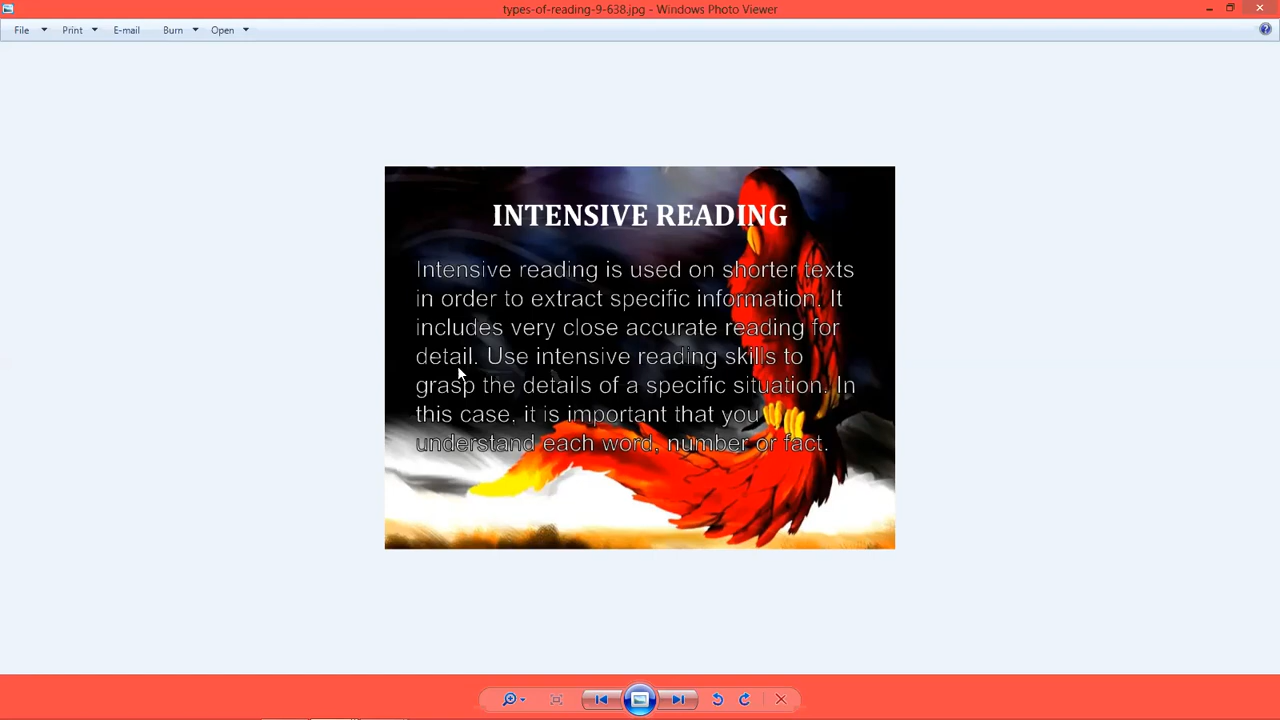 types-of-reading-9-638.jpg - Windows Photo Viewer
File Print E-mail Burn Open
INTENSIVE READING
Intensive reading is used on shorter texts
in order to extract specific information. It
includes very close accurate reading for
detail. Use intensive reading skills to
grasp the details of a specific situation. In
this case, it is important that you
understand each word, number or fact.